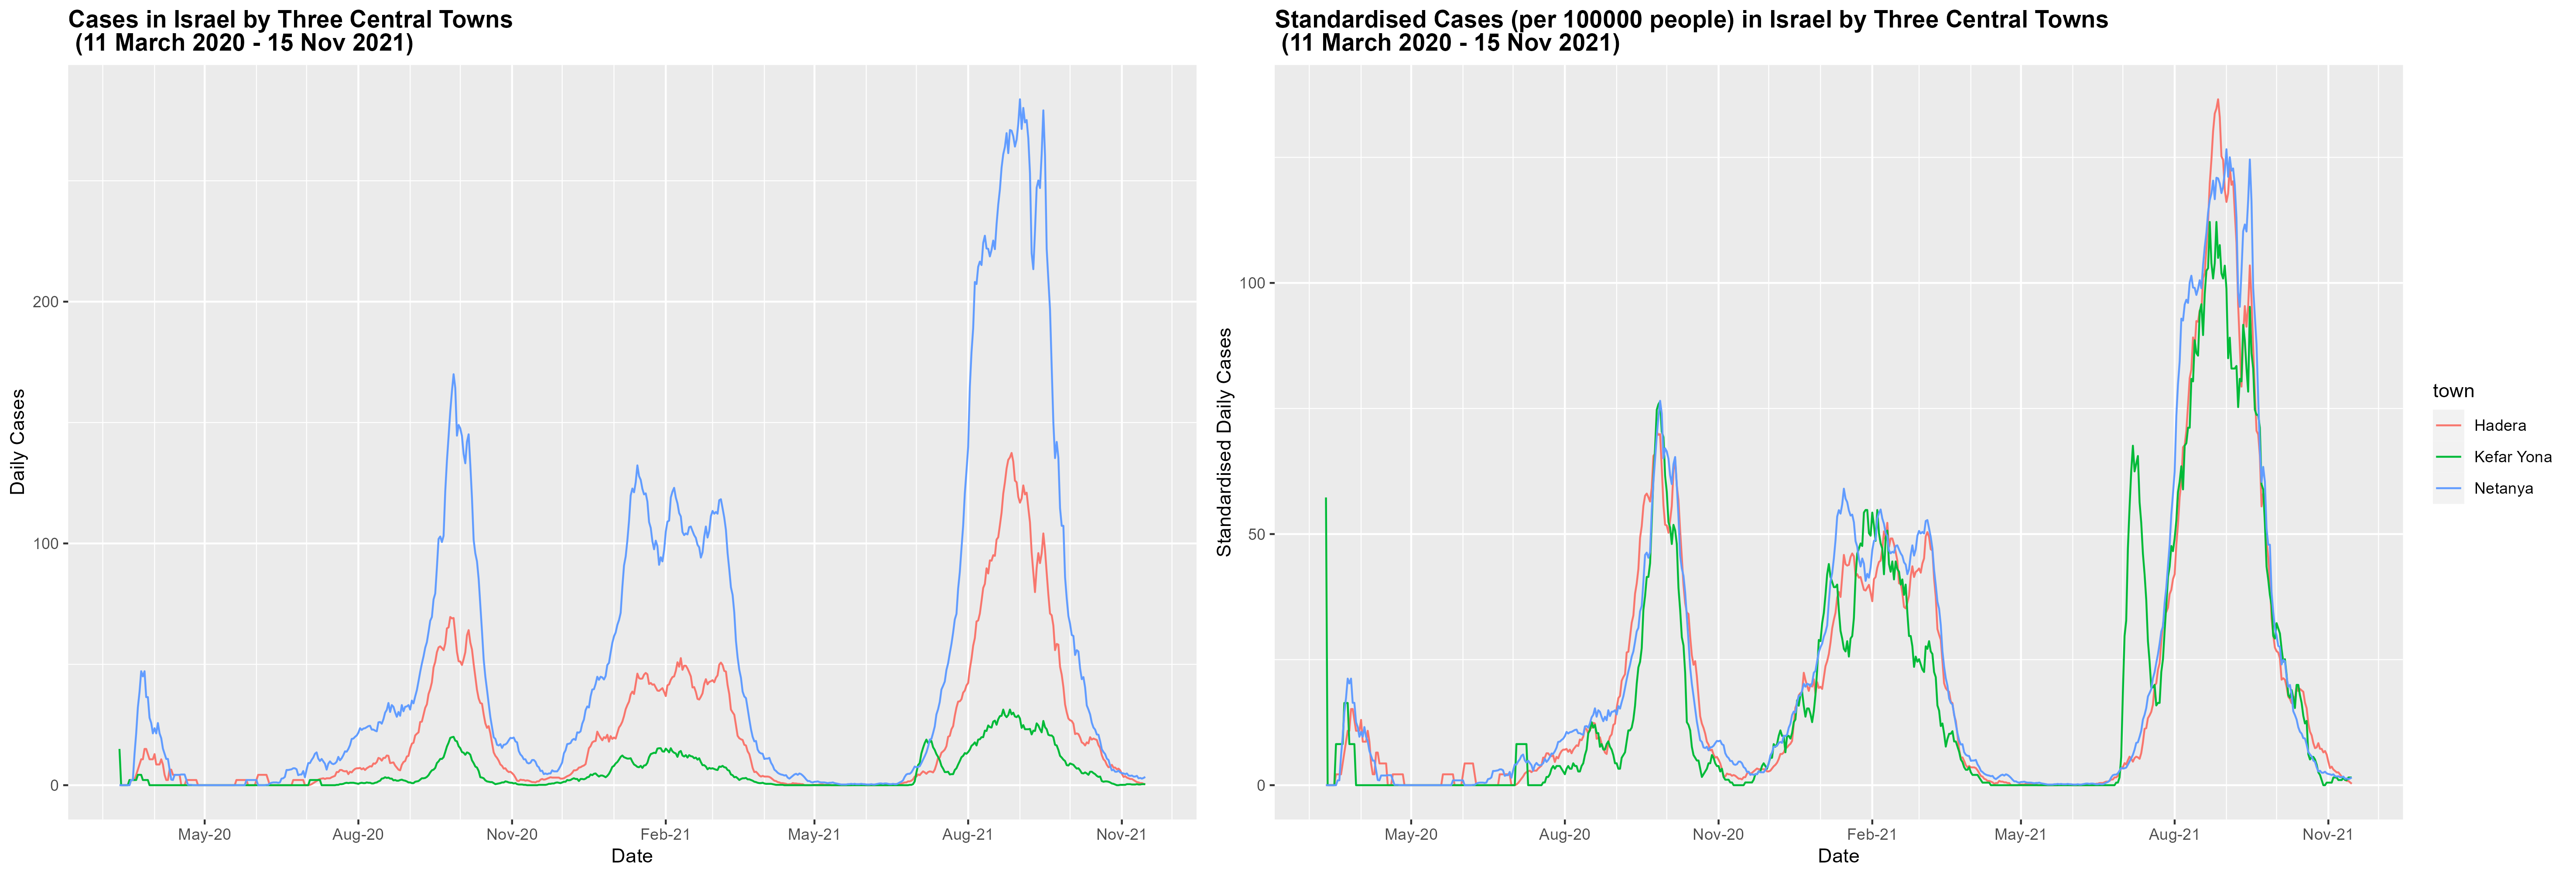 Cases in Israel by Three Central Towns
(11 March 2020 - 15 Nov 2021)
Daily Cases
200
100
0
May-20
Aug-20
Nov-20
Feb-21
May-21
Aug-21
Nov-21
Date
Standardised Cases (per 100000 people) in Israel by Three Central Towns
(11 March 2020 - 15 Nov 2021)
Standardised Daily Cases
100
50
0
May-20
Aug-20
Nov-20
Feb-21
May-21
Aug-21
Nov-21
Date
town
Hadera
Kefar Yona
Netanya